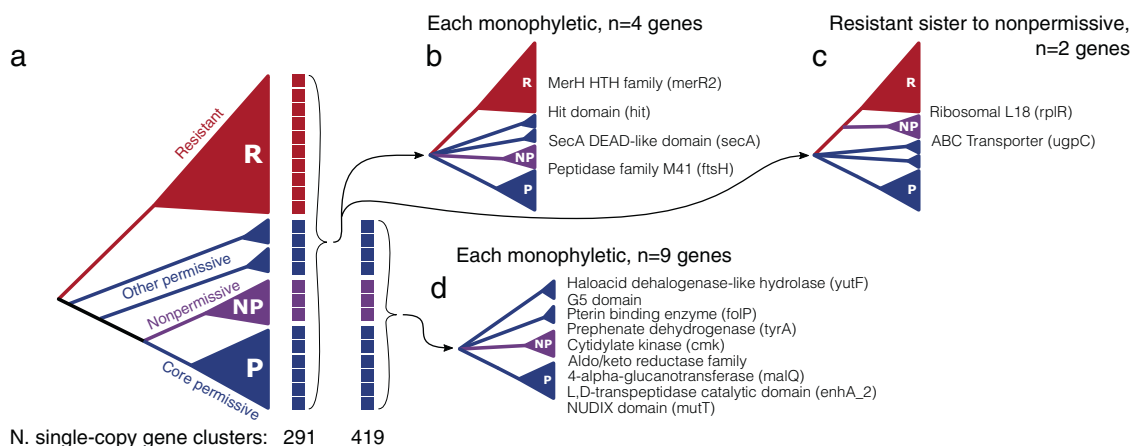 a
Resistant
R
Other permissive
Nonpermissive
NP
P
Core permissive
N. single-copy gene clusters: 291 419
Each monophyletic, n=4 genes
b
R
NP
P
MerH HTH family (merR2)
Hit domain (hit)
SecA DEAD-like domain (secA)
Peptidase family M41 (ftsH)
Resistant sister to nonpermissive,
n=2 genes
c
R
NP
P
Ribosomal L18 (rplR)
ABC Transporter (ugpC)
Each monophyletic, n=9 genes
d
NP
P
Haloacid dehalogenase-like hydrolase (yutF)
G5 domain
Pterin binding enzyme (folP)
Prephenate dehydrogenase (tyrA)
Cytidylate kinase (cmk)
Aldo/keto reductase family
4-alpha-glucanotransferase (malQ)
L,D-transpeptidase catalytic domain (enhA_2)
NUDIX domain (mutT)